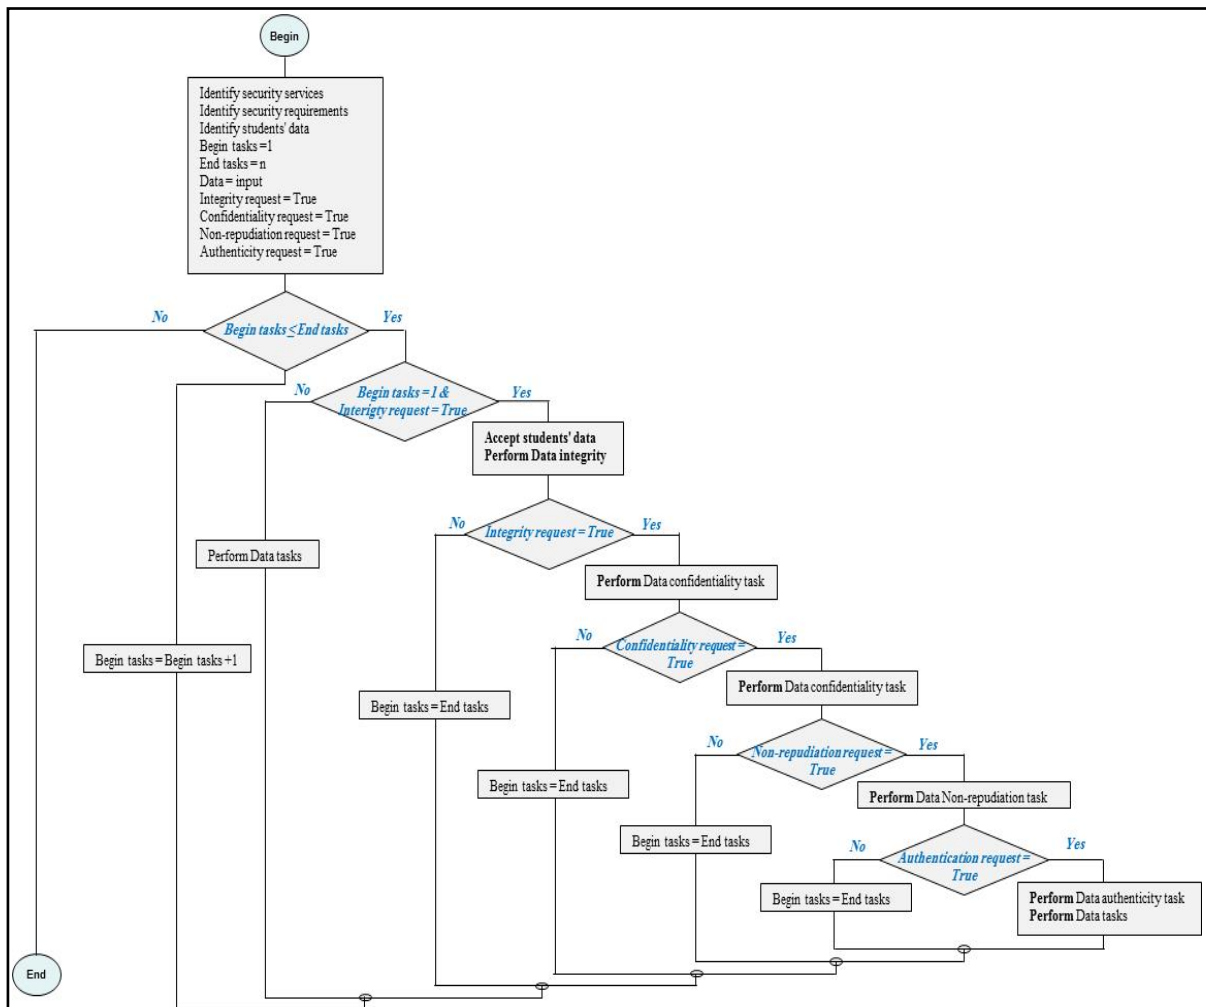 Begin
Identify security services
Identify security requirements
Identify students' data
Begin tasks =1
End tasks = n
Data = input
Integrity request = True
Confidentiality request = True
Non-repudiation request = True
Authenticity request = True
No
Begin tasks ≤ End tasks
Yes
No
Begin tasks = 1 &
Interigty request = True
Yes
Accept students' data
Perform Data integrity
No
Integrity request = True
Yes
Perform Data tasks
Perform Data confidentiality task
No
Confidentiality request =
True
Yes
Begin tasks = Begin tasks +1
Perform Data confidentiality task
Begin tasks = End tasks
No
Non-repudiation request =
True
Yes
Begin tasks = End tasks
Perform Data Non-repudiation task
Begin tasks = End tasks
No
Authentication request =
True
Yes
Begin tasks = End tasks
Perform Data authenticity task
Perform Data tasks
End